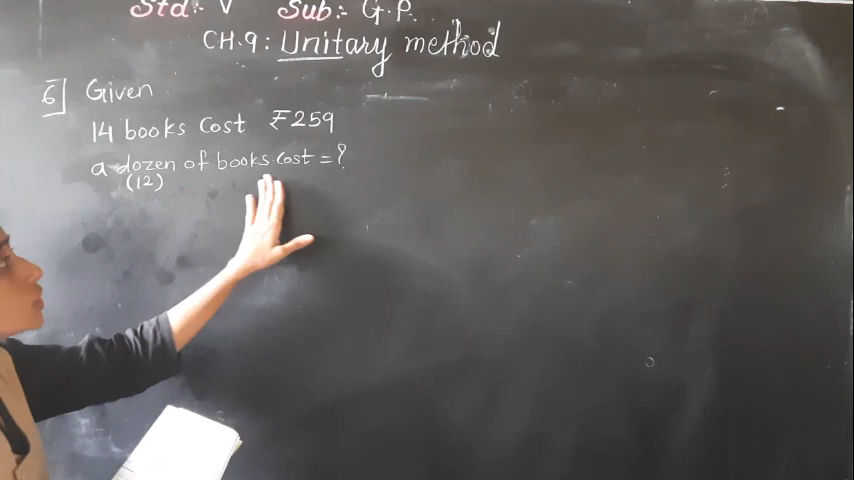 Std:- V Sub:- G.P.
CH.9: Unitary method
6] Given
14 books cost ₹259
a dozen of books cost = ?
(12)